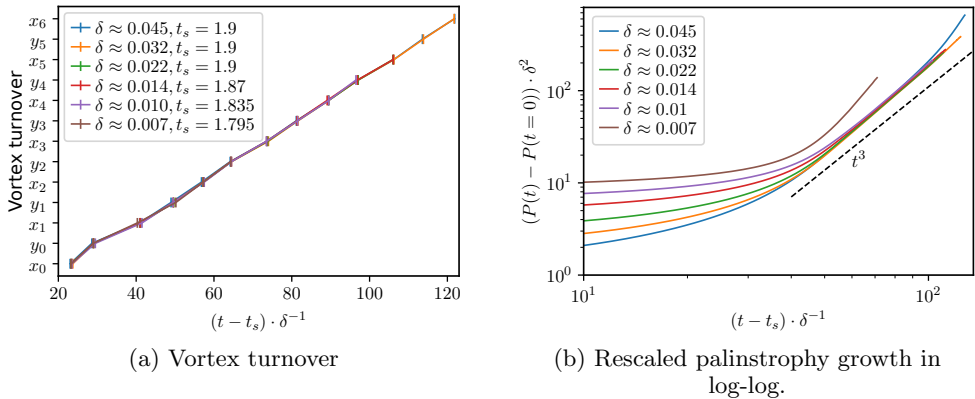 Vortex turnover
x₆
y₅
x₅
y₄
x₄
y₃
x₃
y₂
x₂
y₁
x₁
y₀
x₀
δ ≈ 0.045, tₛ = 1.9
δ ≈ 0.032, tₛ = 1.9
δ ≈ 0.022, tₛ = 1.9
δ ≈ 0.014, tₛ = 1.87
δ ≈ 0.010, tₛ = 1.835
δ ≈ 0.007, tₛ = 1.795
20 40 60 80 100 120
(t − tₛ) · δ⁻¹
(a) Vortex turnover
(P(t) − P(t = 0)) · δ²
10²
10¹
10⁰
δ ≈ 0.045
δ ≈ 0.032
δ ≈ 0.022
δ ≈ 0.014
δ ≈ 0.01
δ ≈ 0.007
t³
10¹ 10²
(t − tₛ) · δ⁻¹
(b) Rescaled palinstrophy growth in
log-log.